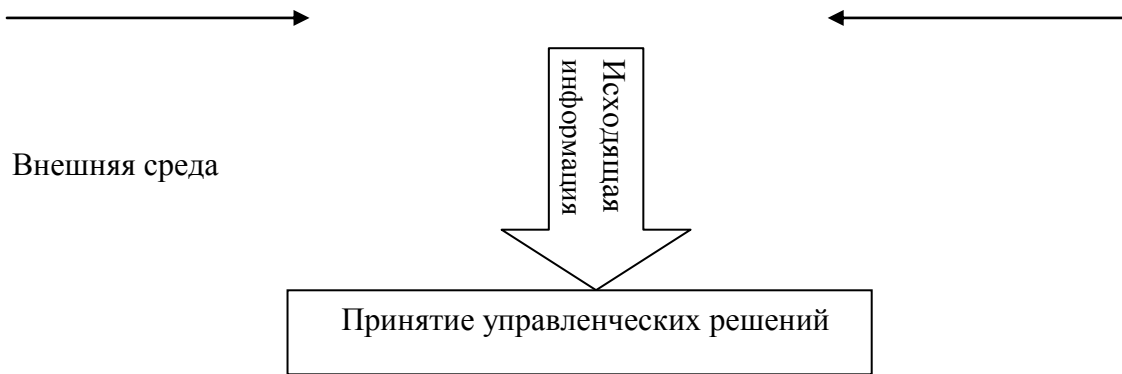 Исходящая
информация
Внешняя среда
Принятие управленческих решений